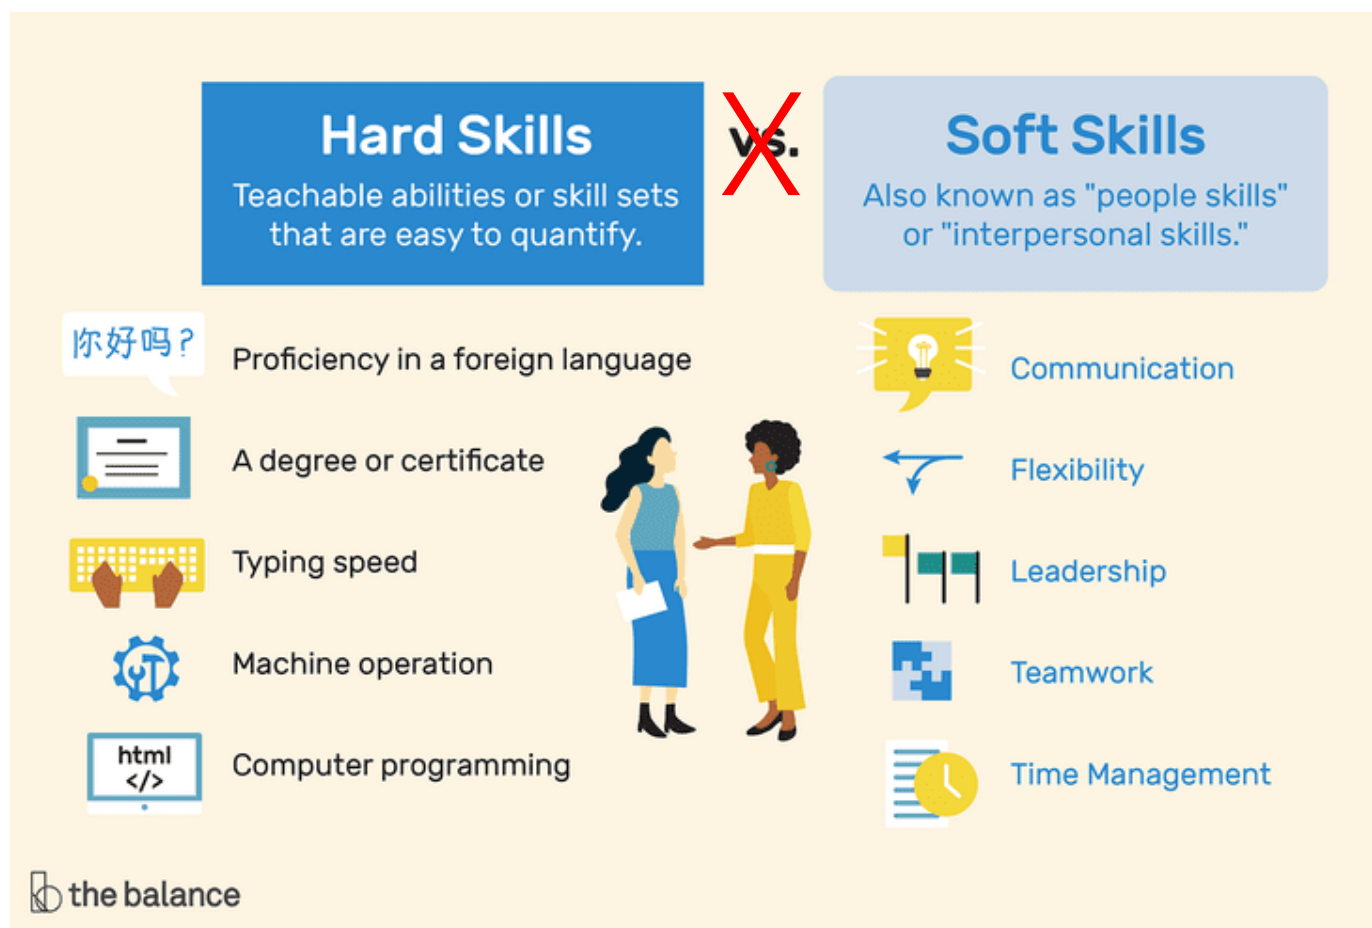 Hard Skills
Teachable abilities or skill sets
that are easy to quantify.
vs.
Soft Skills
Also known as "people skills"
or "interpersonal skills."
你好吗?
Proficiency in a foreign language
A degree or certificate
Typing speed
Machine operation
html
</>
Computer programming
Communication
Flexibility
Leadership
Teamwork
Time Management
the balance